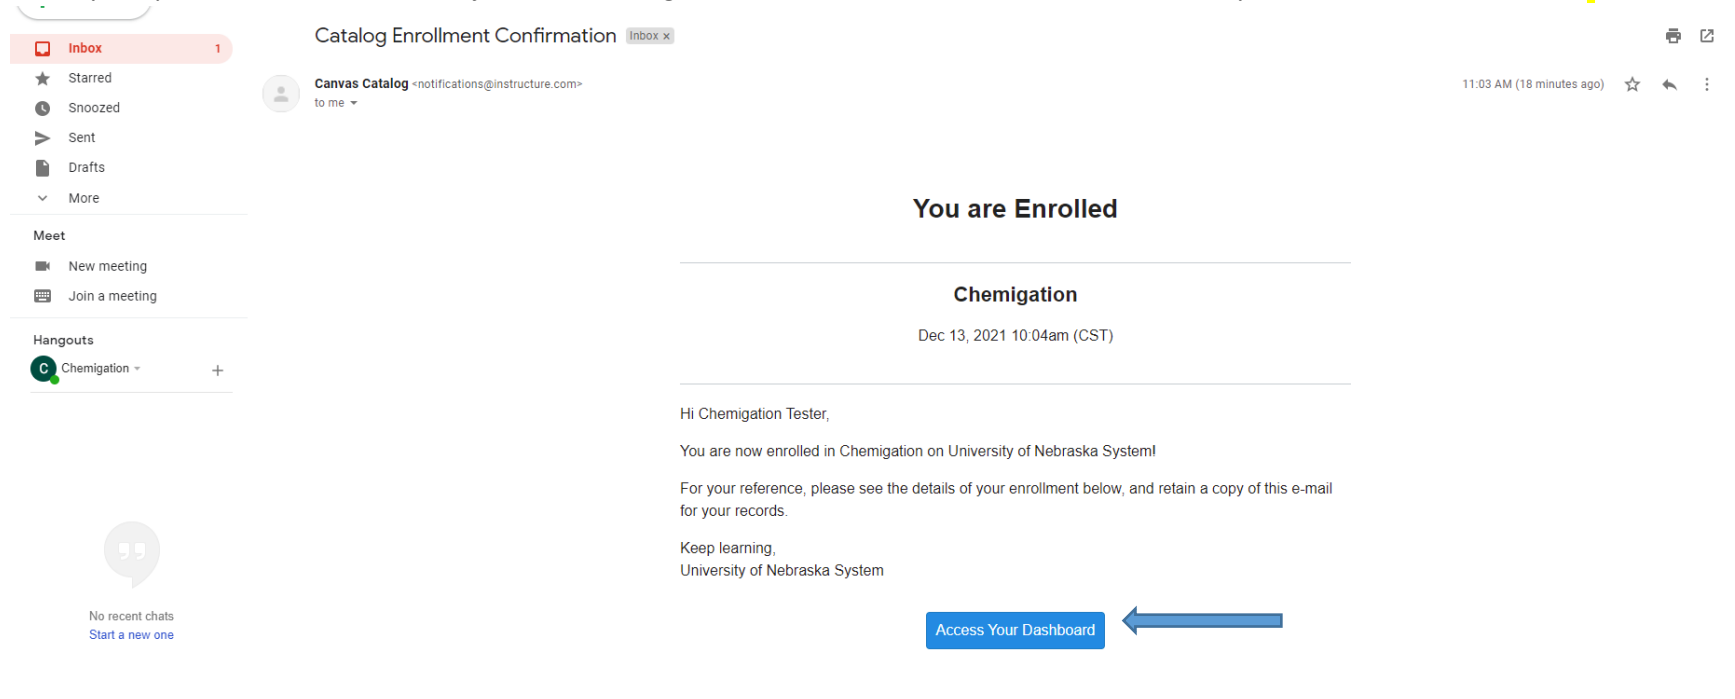 Catalog Enrollment Confirmation Inbox x
Inbox 1
Starred
Snoozed
Sent
Drafts
More
Meet
New meeting
Join a meeting
Hangouts
C Chemigation
No recent chats
Start a new one
Canvas Catalog <notifications@instructure.com>
to me
11:03 AM (18 minutes ago)
You are Enrolled
Chemigation
Dec 13, 2021 10:04am (CST)
Hi Chemigation Tester,
You are now enrolled in Chemigation on University of Nebraska System!
For your reference, please see the details of your enrollment below, and retain a copy of this e-mail
for your records.
Keep learning,
University of Nebraska System
Access Your Dashboard